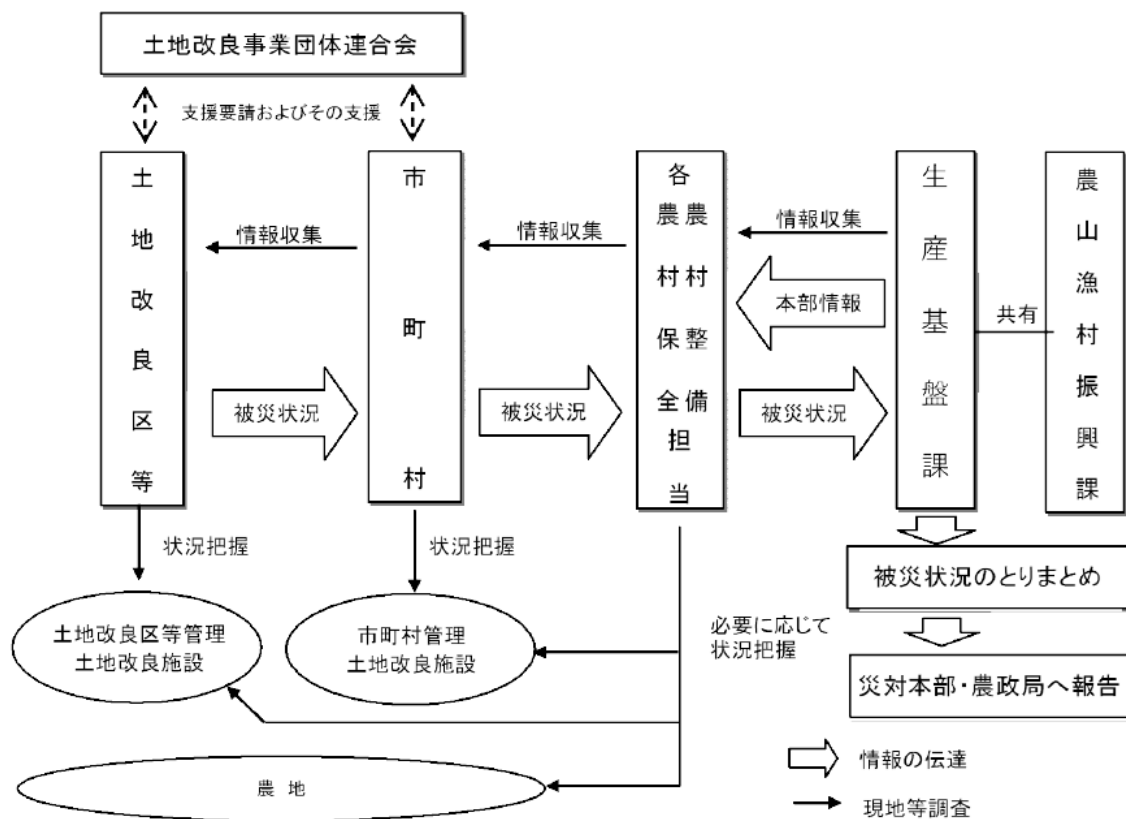 土地改良事業団体連合会
支援要請およびその支援
土地改良区等
市町村
各農村整備
農村保全担当
生産基盤課
農山漁村振興課
情報収集
情報収集
情報収集
本部情報
共有
被災状況
被災状況
被災状況
状況把握
状況把握
被災状況のとりまとめ
土地改良区等管理
土地改良施設
市町村管理
土地改良施設
必要に応じて
状況把握
災対本部・農政局へ報告
農地
情報の伝達
現地等調査